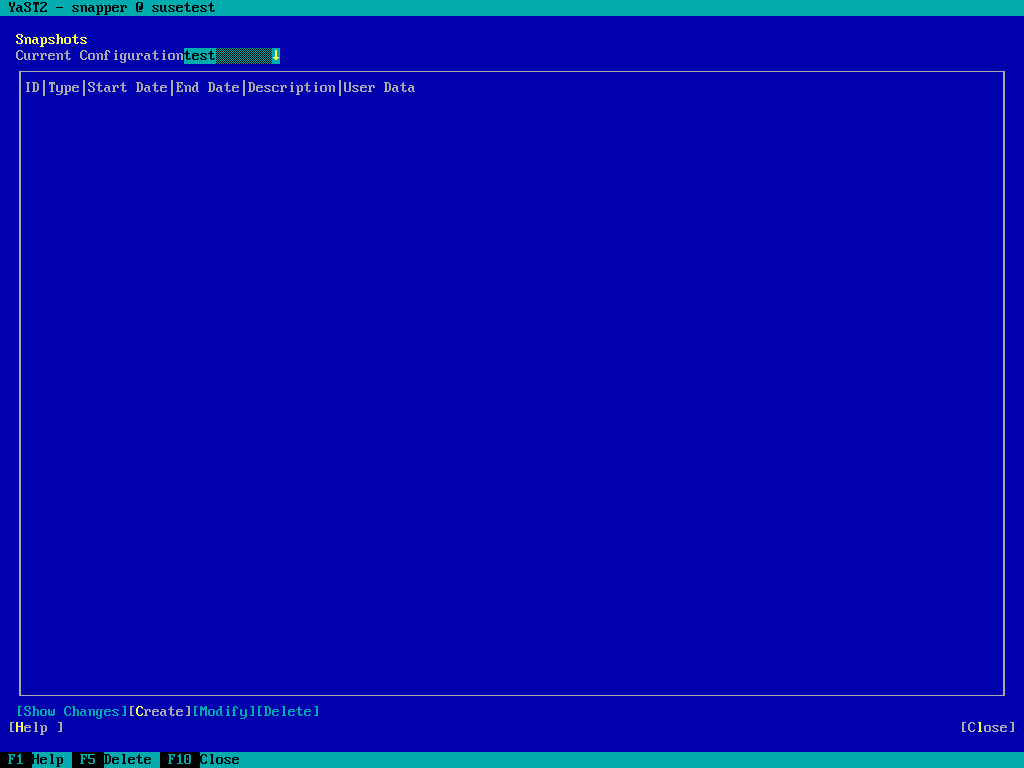 YaST2 - snapper @ susetest
Snapshots
Current Configuration test ↓
ID|Type|Start Date|End Date|Description|User Data
[Show Changes][Create][Modify][Delete]
[Help ] [Close]
F1 Help F5 Delete F10 Close